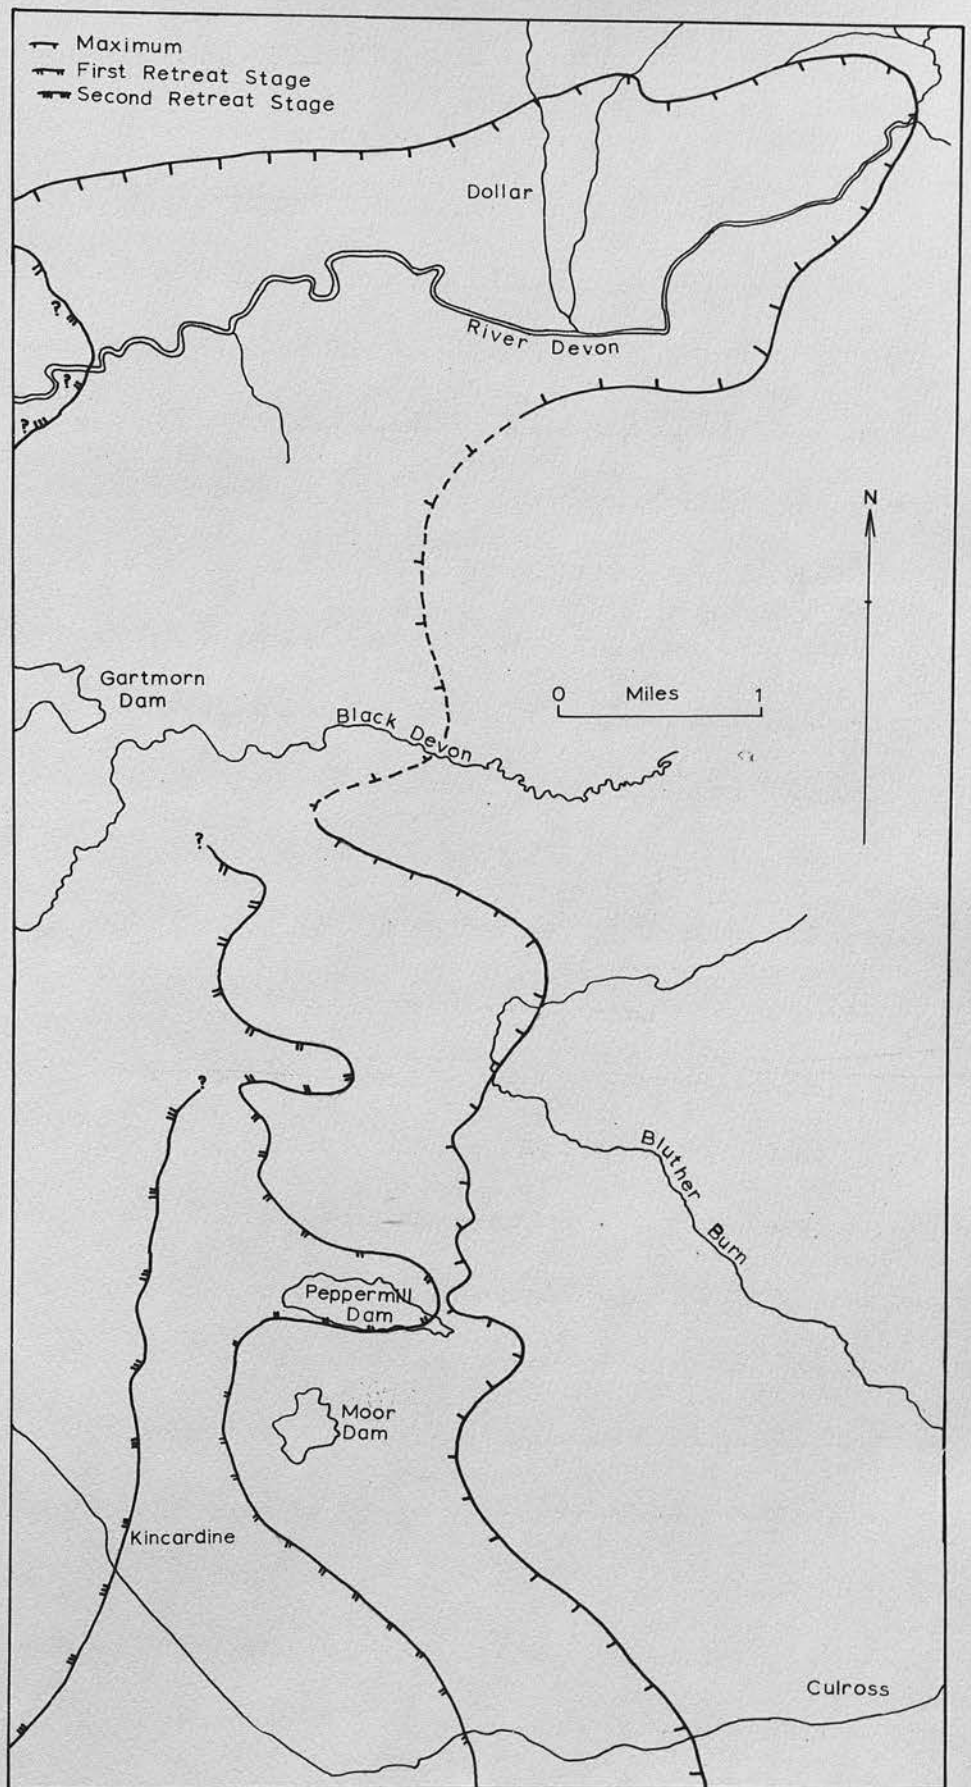 Maximum
First Retreat Stage
Second Retreat Stage
Dollar
?
River Devon
?
?
N
Gartmorn
Dam
0 Miles 1
Black Devon
?
?
Bluther Burn
Peppermill
Dam
Moor
Dam
Kincardine
Culross